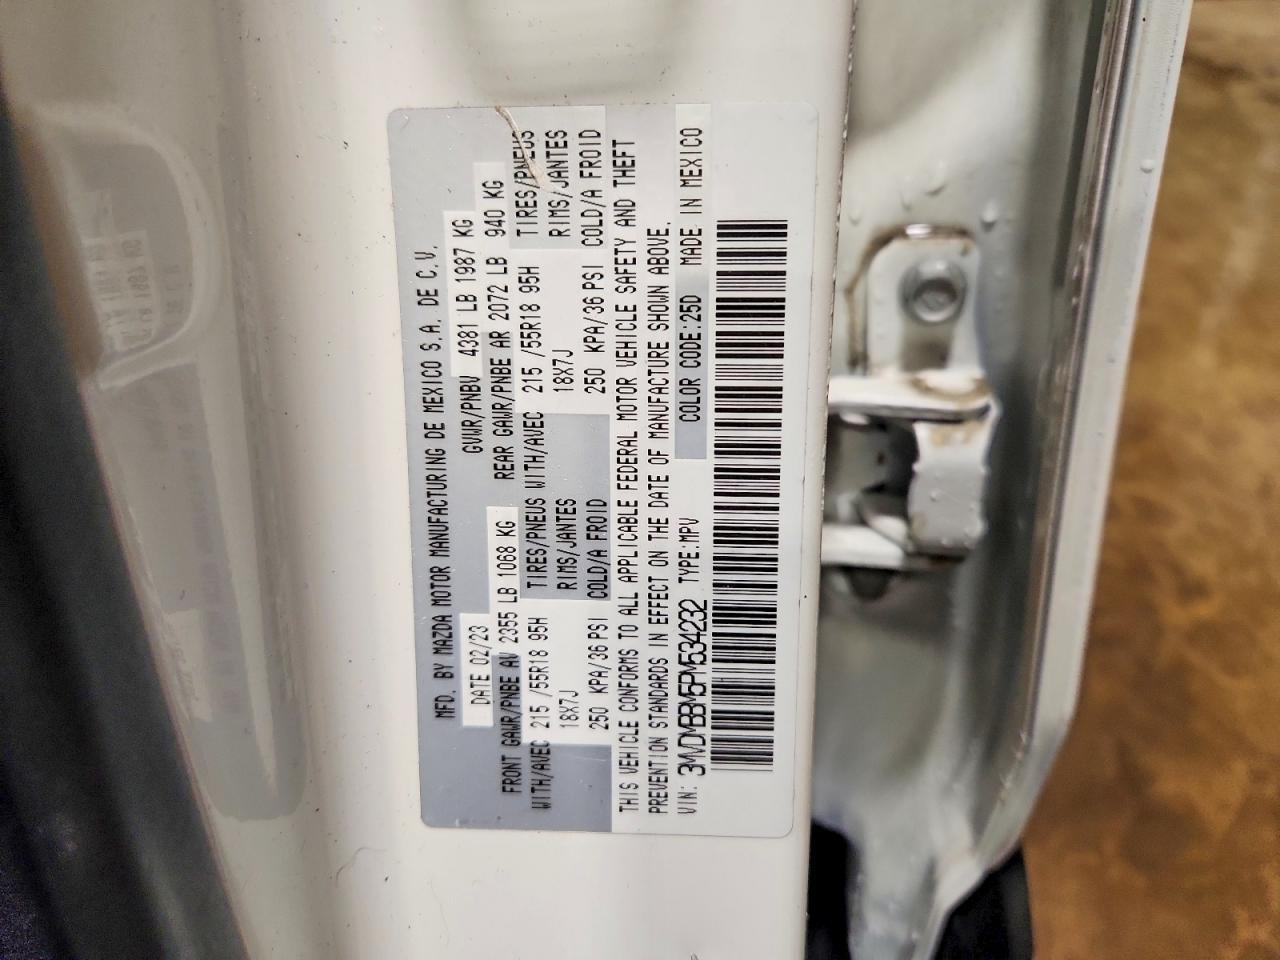 MFD. BY MAZDA MOTOR MANUFACTURING DE MEXICO S.A. DE C.V.
DATE 02/23 GVWR/PNBV 4381 LB 1987 KG
FRONT GAWR/PNBE AV 2355 LB 1068 KG REAR GAWR/PNBE AR 2072 LB 940 KG
WITH/AVEC 215 /55R18 95H TIRES/PNEUS WITH/AVEC 215 /55R18 95H TIRES/PNEUS
18X7J RIMS/JANTES 18X7J RIMS/JANTES
250 KPA/36 PSI COLD/A FROID 250 KPA/36 PSI COLD/A FROID
THIS VEHICLE CONFORMS TO ALL APPLICABLE FEDERAL MOTOR VEHICLE SAFETY AND THEFT
PREVENTION STANDARDS IN EFFECT ON THE DATE OF MANUFACTURE SHOWN ABOVE.
VIN: 3MVDMBBM5PM534232 TYPE:MPV COLOR CODE:25D MADE IN MEXICO